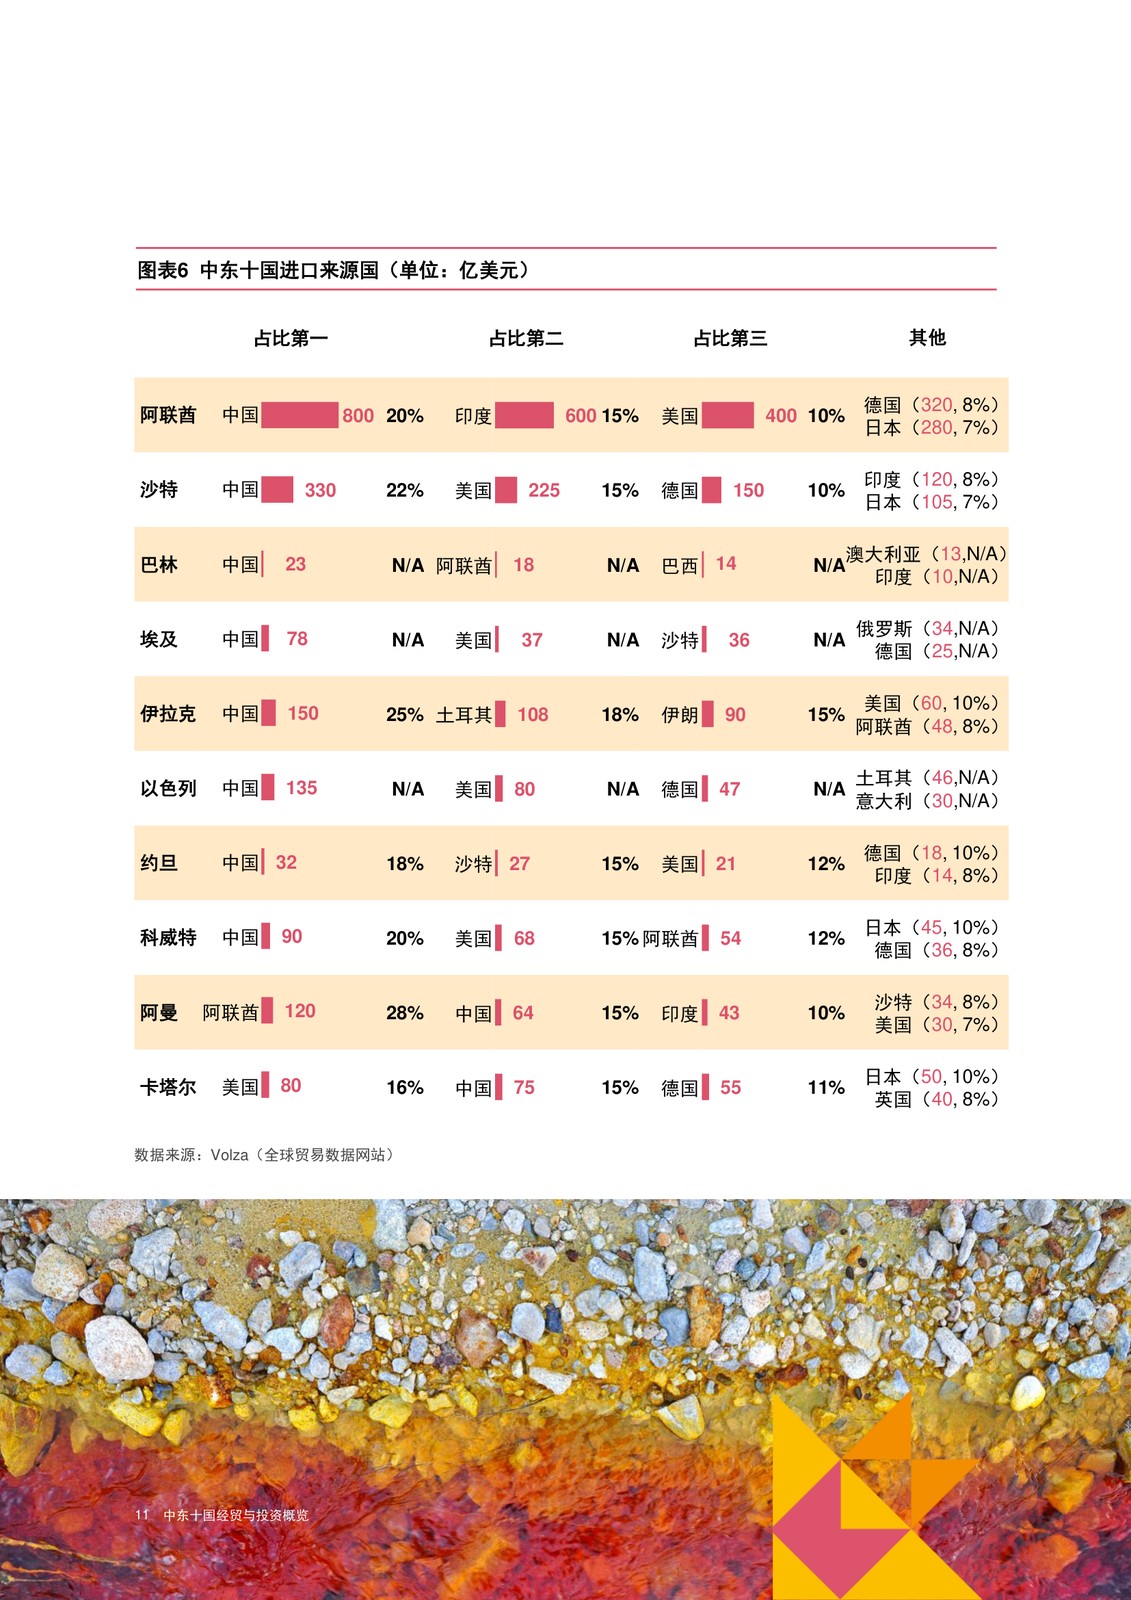 图表6 中东十国进口来源国（单位：亿美元）
占比第一 占比第二 占比第三 其他
阿联酋 中国 800 20% 印度 600 15% 美国 400 10% 德国（320, 8%）
日本（280, 7%）
沙特 中国 330 22% 美国 225 15% 德国 150 10% 印度（120, 8%）
日本（105, 7%）
巴林 中国 23 N/A 阿联酋 18 N/A 巴西 14 N/A 澳大利亚（13,N/A）
印度（10,N/A）
埃及 中国 78 N/A 美国 37 N/A 沙特 36 N/A 俄罗斯（34,N/A）
德国（25,N/A）
伊拉克 中国 150 25% 土耳其 108 18% 伊朗 90 15% 美国（60, 10%）
阿联酋（48, 8%）
以色列 中国 135 N/A 美国 80 N/A 德国 47 N/A 土耳其（46,N/A）
意大利（30,N/A）
约旦 中国 32 18% 沙特 27 15% 美国 21 12% 德国（18, 10%）
印度（14, 8%）
科威特 中国 90 20% 美国 68 15% 阿联酋 54 12% 日本（45, 10%）
德国（36, 8%）
阿曼 阿联酋 120 28% 中国 64 15% 印度 43 10% 沙特（34, 8%）
美国（30, 7%）
卡塔尔 美国 80 16% 中国 75 15% 德国 55 11% 日本（50, 10%）
英国（40, 8%）
数据来源：Volza（全球贸易数据网站）
11 中东十国经贸与投资概览